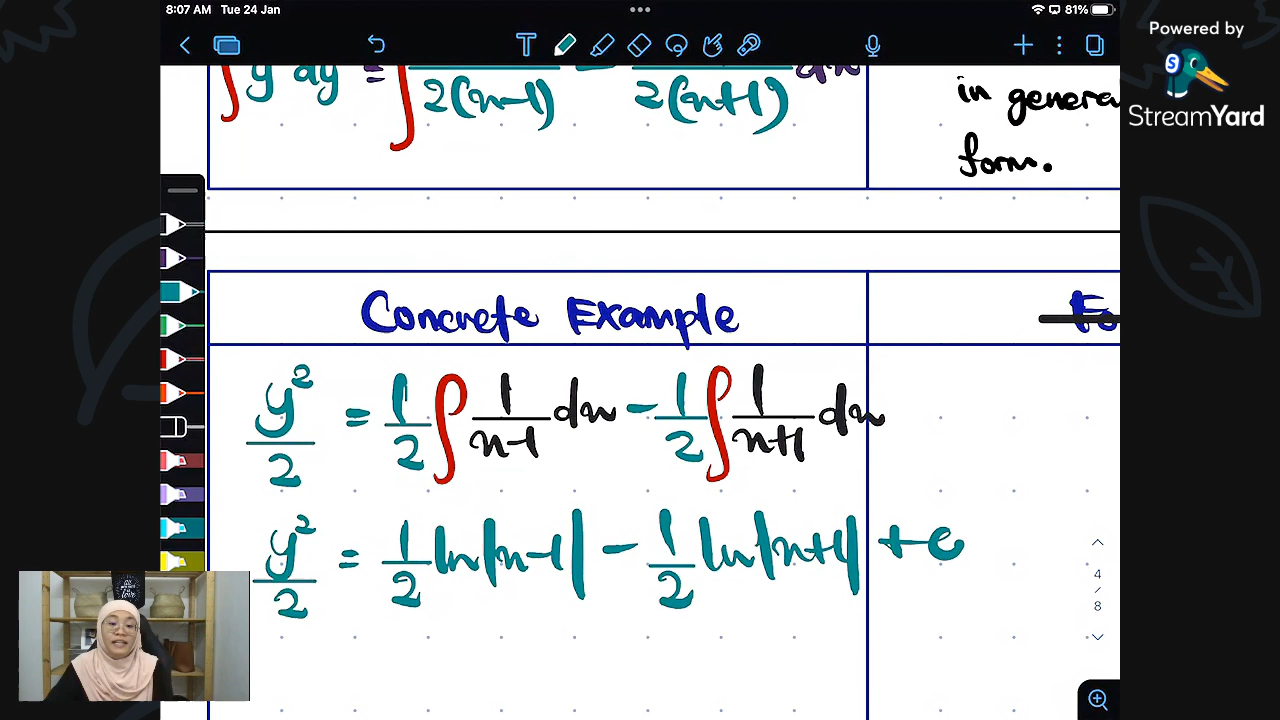 8:07 AM Tue 24 Jan
81%
Powered by
StreamYard
∫ y dy = ∫ 2(x-1) - 2(x+1) dx
in genera
form.
Concrete Example
Fo
y²/2 = 1/2 ∫ 1/(x-1) dx - 1/2 ∫ 1/(x+1) dx
y²/2 = 1/2 ln|x-1| - 1/2 ln|x+1| + c
4
/
8